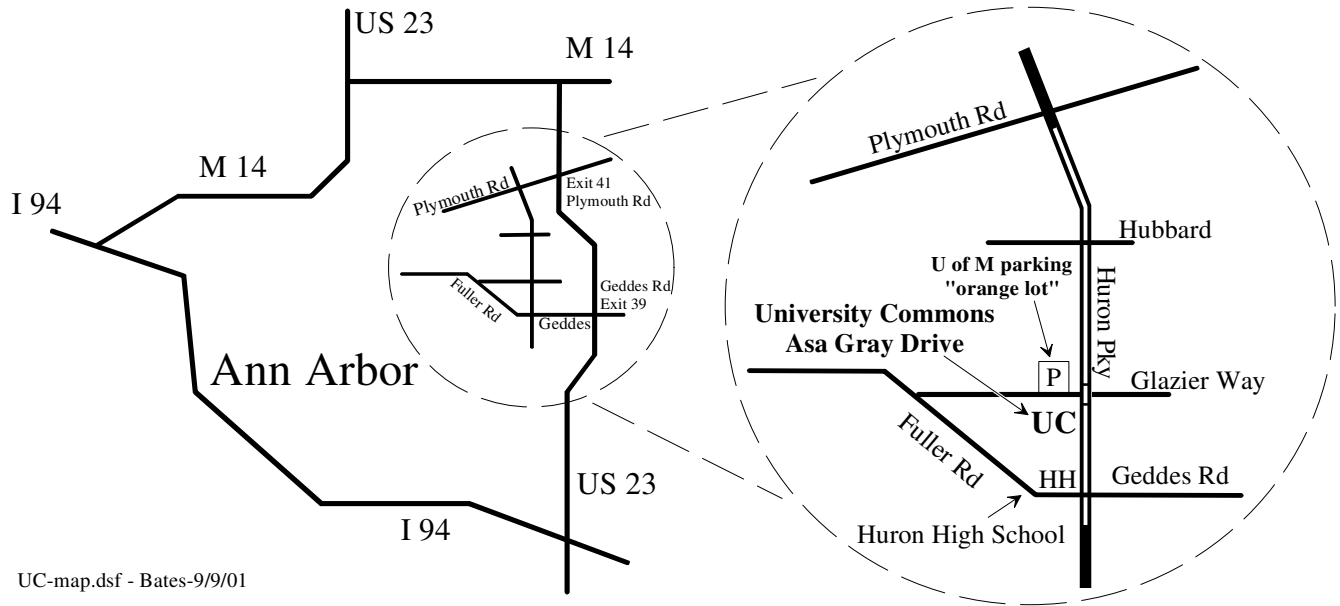 US 23
M 14
M 14
I 94
Plymouth Rd
Exit 41
Plymouth Rd
Geddes Rd
Exit 39
Fuller Rd
Geddes
Ann Arbor
US 23
I 94
UC-map.dsf - Bates-9/9/01
Plymouth Rd
Hubbard
U of M parking
"orange lot"
Huron Pky
University Commons
Asa Gray Drive
P
Glazier Way
UC
Fuller Rd
HH
Geddes Rd
Huron High School